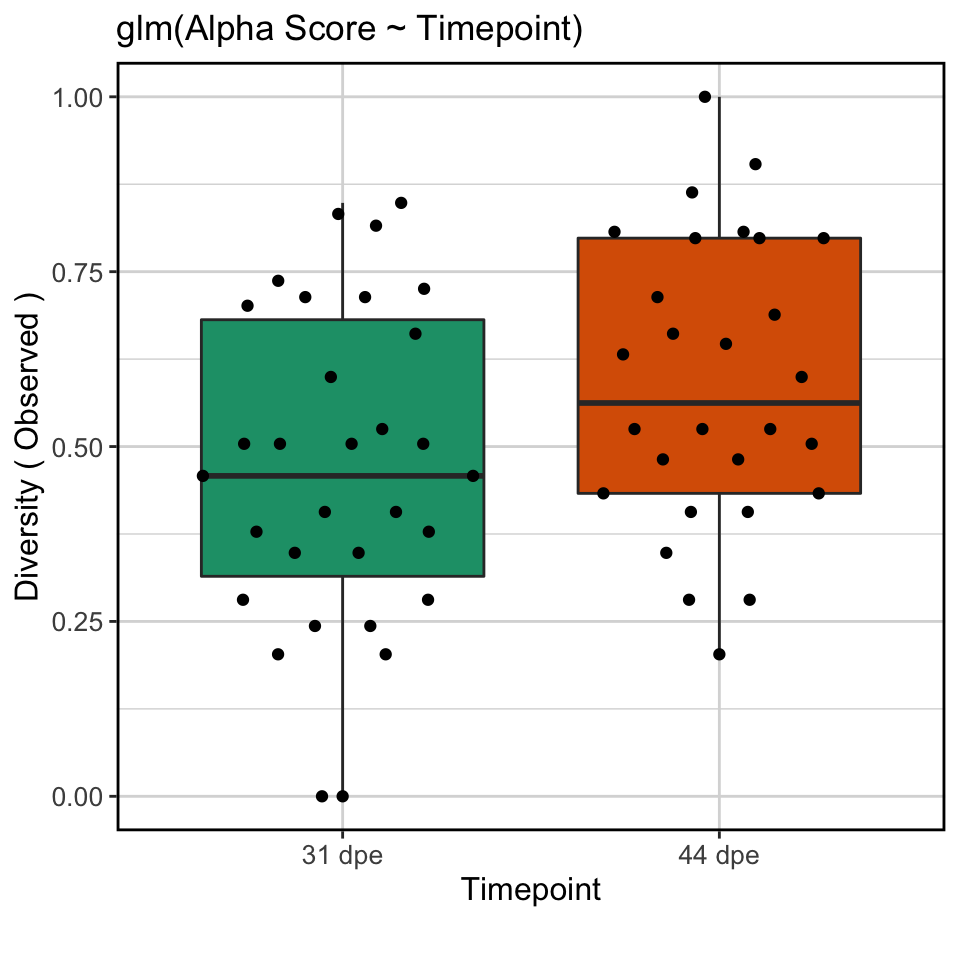 glm(Alpha Score ~ Timepoint)
Diversity ( Observed )
1.00
0.75
0.50
0.25
0.00
31 dpe
44 dpe
Timepoint